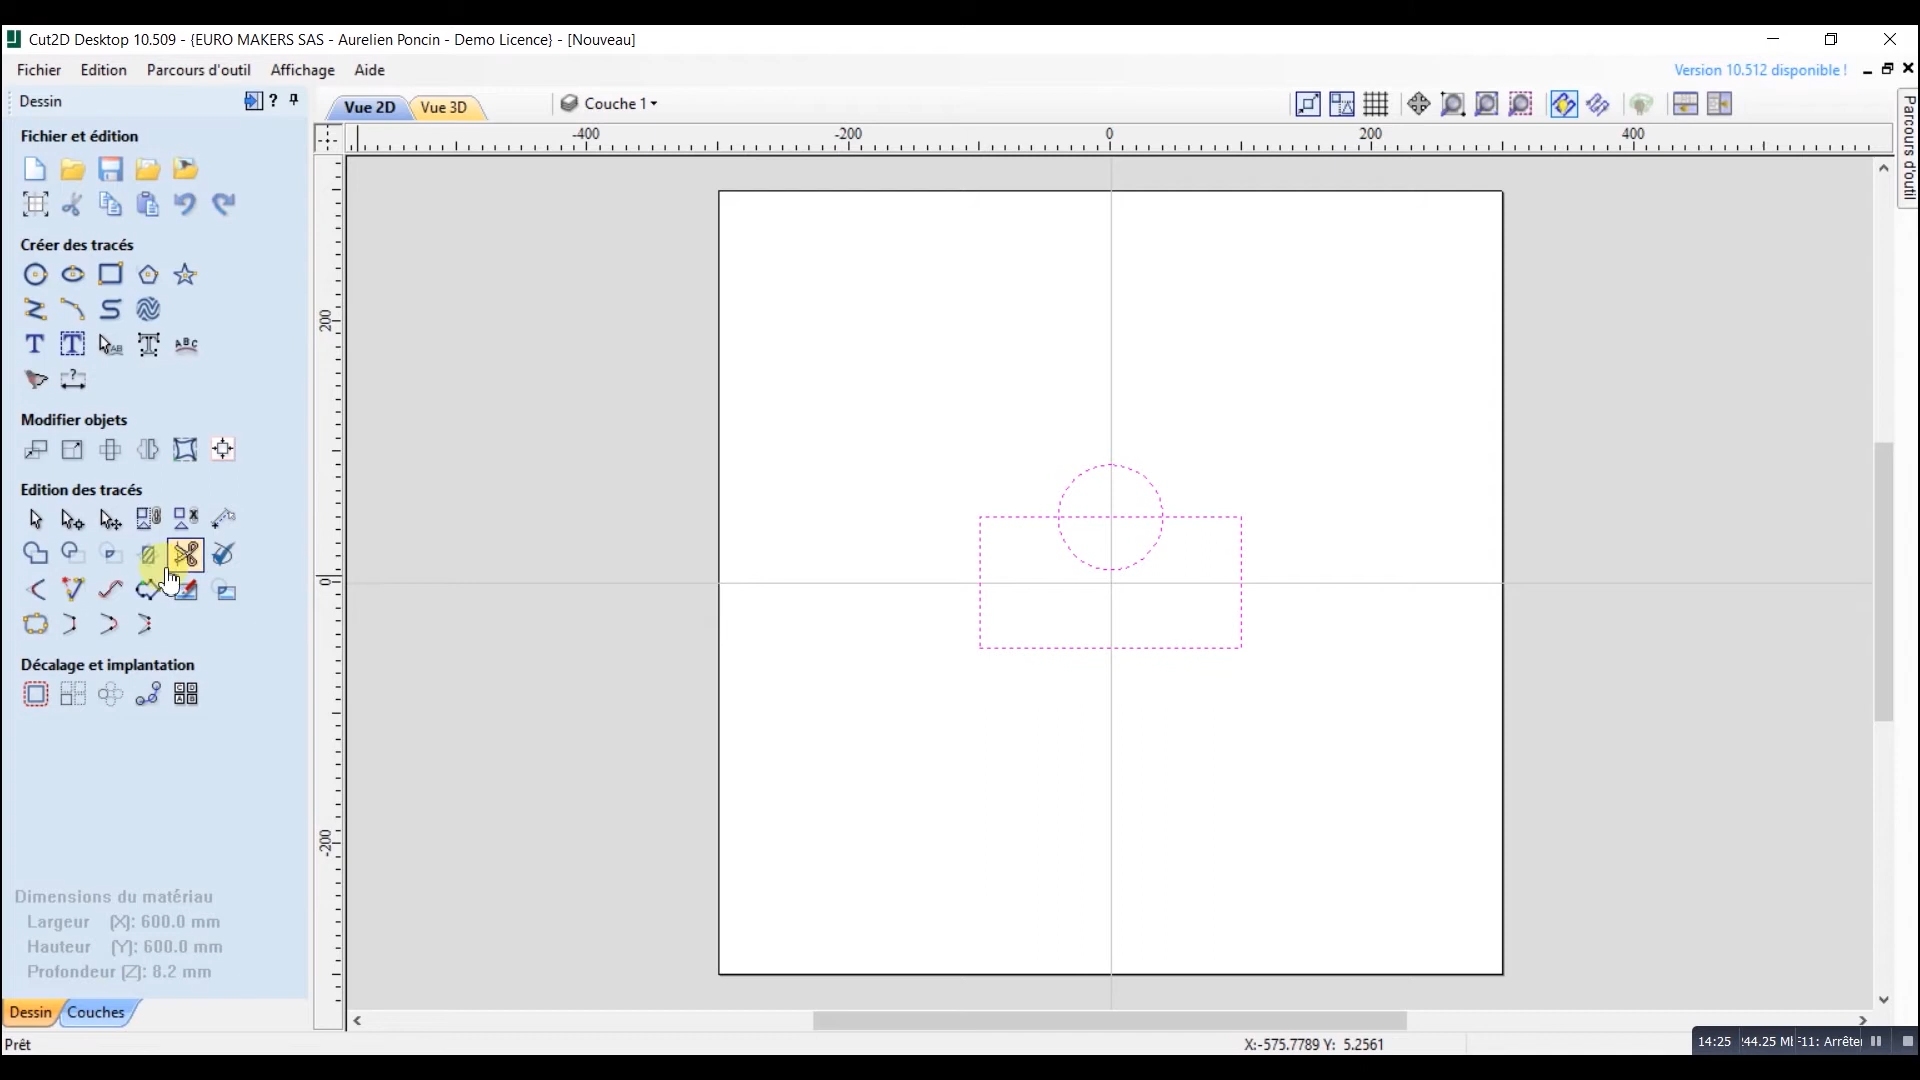 Cut2D Desktop 10.509 - {EURO MAKERS SAS - Aurelien Poncin - Demo Licence} - [Nouveau]
Fichier Edition Parcours d'outil Affichage Aide
Version 10.512 disponible !
Dessin
Vue 2D Vue 3D
Couche 1
Parcours d'outil
Fichier et édition
-400 -200 0 200 400
Créer des tracés
200
0
-200
Modifier objets
Edition des tracés
Décalage et implantation
Dimensions du matériau
Largeur (X): 600.0 mm
Hauteur (Y): 600.0 mm
Profondeur (Z): 8.2 mm
Dessin Couches
Prêt
X:-575.7789 Y: 5.2561
14:25 F11: Arrêter